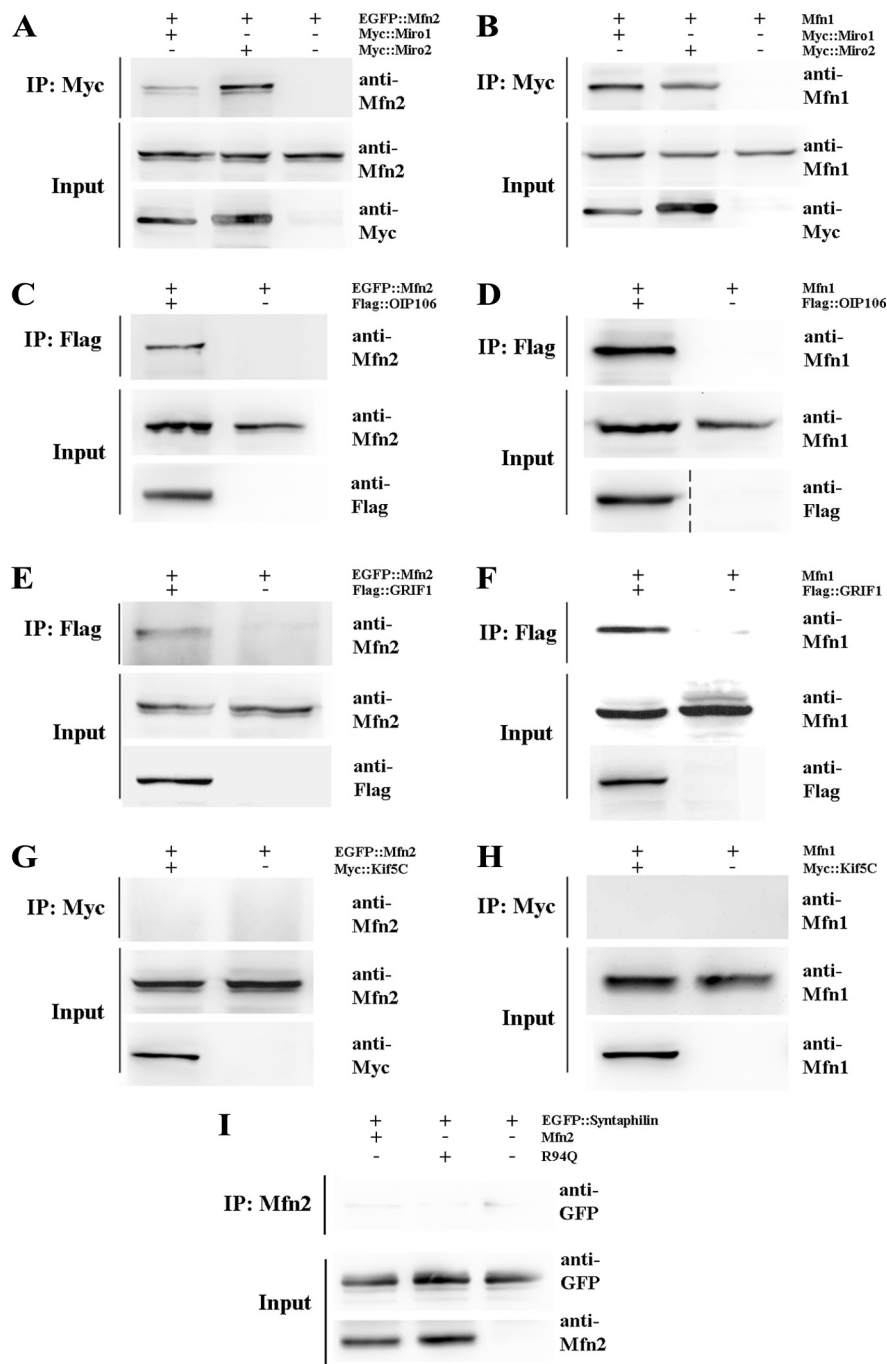 A
+ + + EGFP::Mfn2
+ - - Myc::Miro1
- + - Myc::Miro2
IP: Myc
anti-
Mfn2
Input
anti-
Mfn2
anti-
Myc
B
+ + + Mfn1
+ - - Myc::Miro1
- + - Myc::Miro2
IP: Myc
anti-
Mfn1
Input
anti-
Mfn1
anti-
Myc
C
+ + EGFP::Mfn2
+ - Flag::OIP106
IP: Flag
anti-
Mfn2
Input
anti-
Mfn2
anti-
Flag
D
+ + Mfn1
+ - Flag::OIP106
IP: Flag
anti-
Mfn1
Input
anti-
Mfn1
anti-
Flag
E
+ + EGFP::Mfn2
+ - Flag::GRIF1
IP: Flag
anti-
Mfn2
Input
anti-
Mfn2
anti-
Flag
F
+ + Mfn1
+ - Flag::GRIF1
IP: Flag
anti-
Mfn1
Input
anti-
Mfn1
anti-
Flag
G
+ + EGFP::Mfn2
+ - Myc::Kif5C
IP: Myc
anti-
Mfn2
Input
anti-
Mfn2
anti-
Myc
H
+ + Mfn1
+ - Myc::Kif5C
IP: Myc
anti-
Mfn1
Input
anti-
Mfn1
anti-
Mfn1
I
+ + + EGFP::Syntaphilin
+ - - Mfn2
- + - R94Q
IP: Mfn2
anti-
GFP
Input
anti-
GFP
anti-
Mfn2